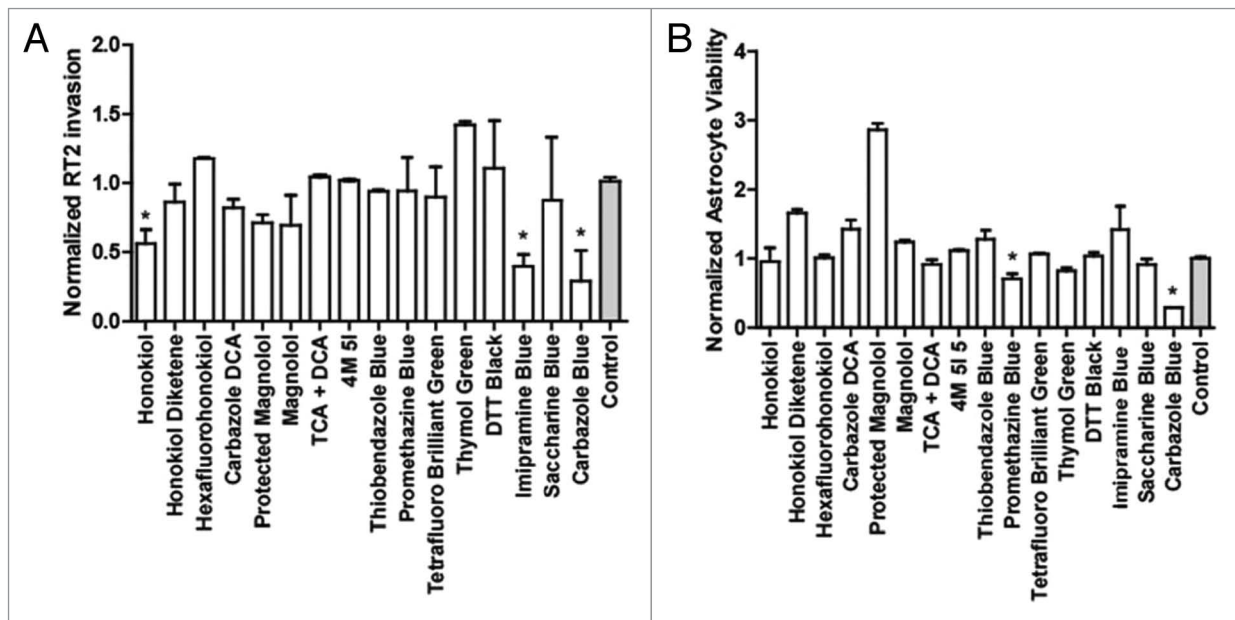 A
Normalized RT2 invasion
2.0
1.5
1.0
0.5
0.0
*
*
*
Honokiol
Honokiol Diketene
Hexafluorohonokiol
Carbazole DCA
Protected Magnolol
Magnolol
TCA + DCA
4M 5I
Thiobendazole Blue
Promethazine Blue
Tetrafluoro Brilliant Green
Thymol Green
DTT Black
Imipramine Blue
Saccharine Blue
Carbazole Blue
Control
B
Normalized Astrocyte Viability
4
3
2
1
0
*
*
Honokiol
Honokiol Diketene
Hexafluorohonokiol
Carbazole DCA
Protected Magnolol
Magnolol
TCA + DCA
4M 5I 5
Thiobendazole Blue
Promethazine Blue
Tetrafluoro Brilliant Green
Thymol Green
DTT Black
Imipramine Blue
Saccharine Blue
Carbazole Blue
Control